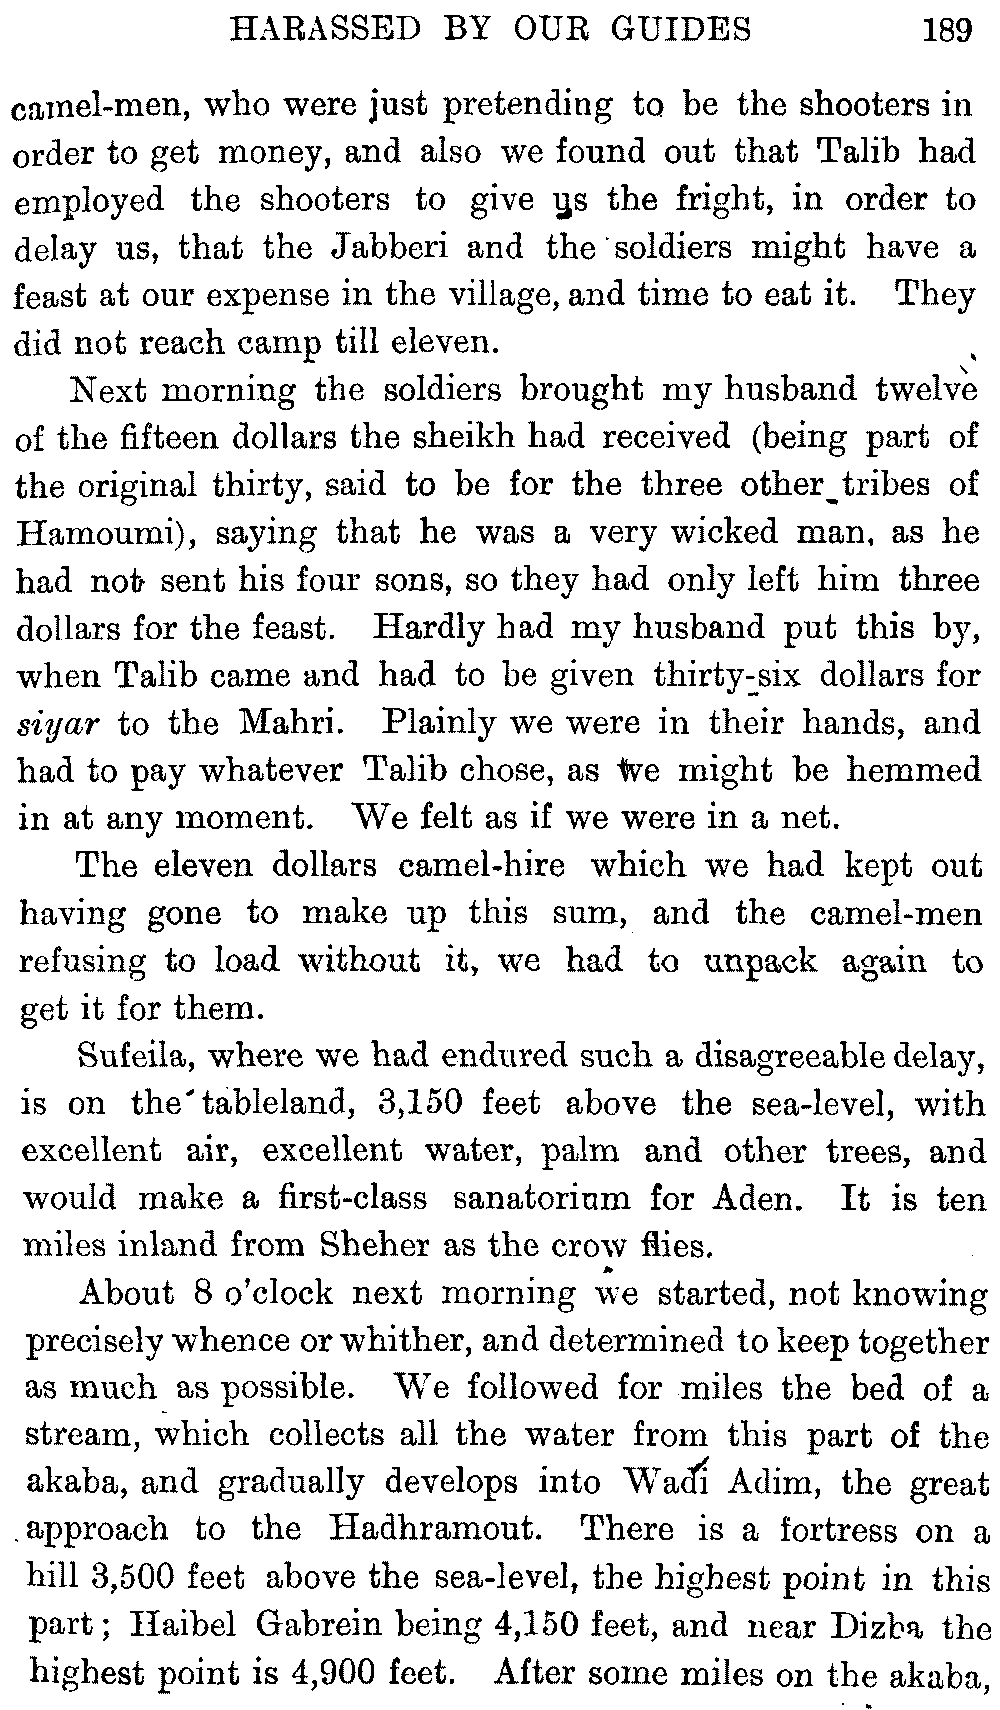 HARASSED BY OUR GUIDES 189
camel-men, who were just pretending to be the shooters in
order to get money, and also we found out that Talib had
employed the shooters to give us the fright, in order to
delay us, that the Jabberi and the soldiers might have a
feast at our expense in the village, and time to eat it. They
did not reach camp till eleven.
Next morning the soldiers brought my husband twelve
of the fifteen dollars the sheikh had received (being part of
the original thirty, said to be for the three other tribes of
Hamoumi), saying that he was a very wicked man, as he
had not sent his four sons, so they had only left him three
dollars for the feast. Hardly had my husband put this by,
when Talib came and had to be given thirty-six dollars for
siyar to the Mahri. Plainly we were in their hands, and
had to pay whatever Talib chose, as we might be hemmed
in at any moment. We felt as if we were in a net.
The eleven dollars camel-hire which we had kept out
having gone to make up this sum, and the camel-men
refusing to load without it, we had to unpack again to
get it for them.
Sufeila, where we had endured such a disagreeable delay,
is on the tableland, 3,150 feet above the sea-level, with
excellent air, excellent water, palm and other trees, and
would make a first-class sanatorium for Aden. It is ten
miles inland from Sheher as the crow flies.
About 8 o'clock next morning we started, not knowing
precisely whence or whither, and determined to keep together
as much as possible. We followed for miles the bed of a
stream, which collects all the water from this part of the
akaba, and gradually develops into Wadi Adim, the great
approach to the Hadhramout. There is a fortress on a
hill 3,500 feet above the sea-level, the highest point in this
part; Haibel Gabrein being 4,150 feet, and near Dizba the
highest point is 4,900 feet. After some miles on the akaba,